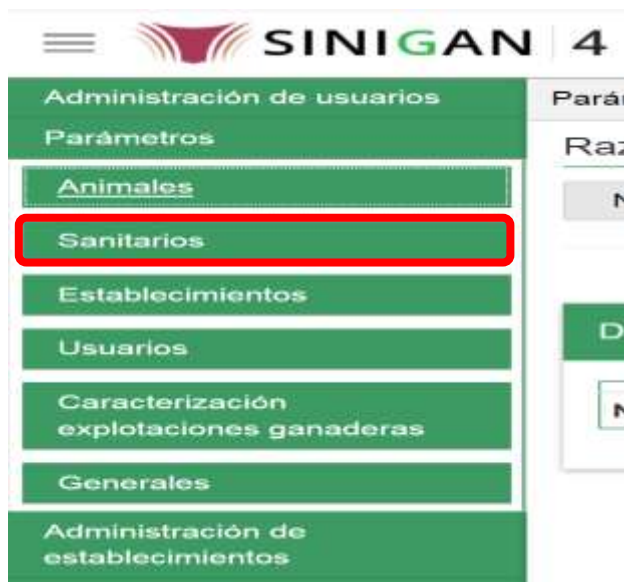 SINIGAN 4
Administración de usuarios
Parámetros
Animales
Sanitarios
Establecimientos
Usuarios
Caracterización
explotaciones ganaderas
Generales
Administración de
establecimientos